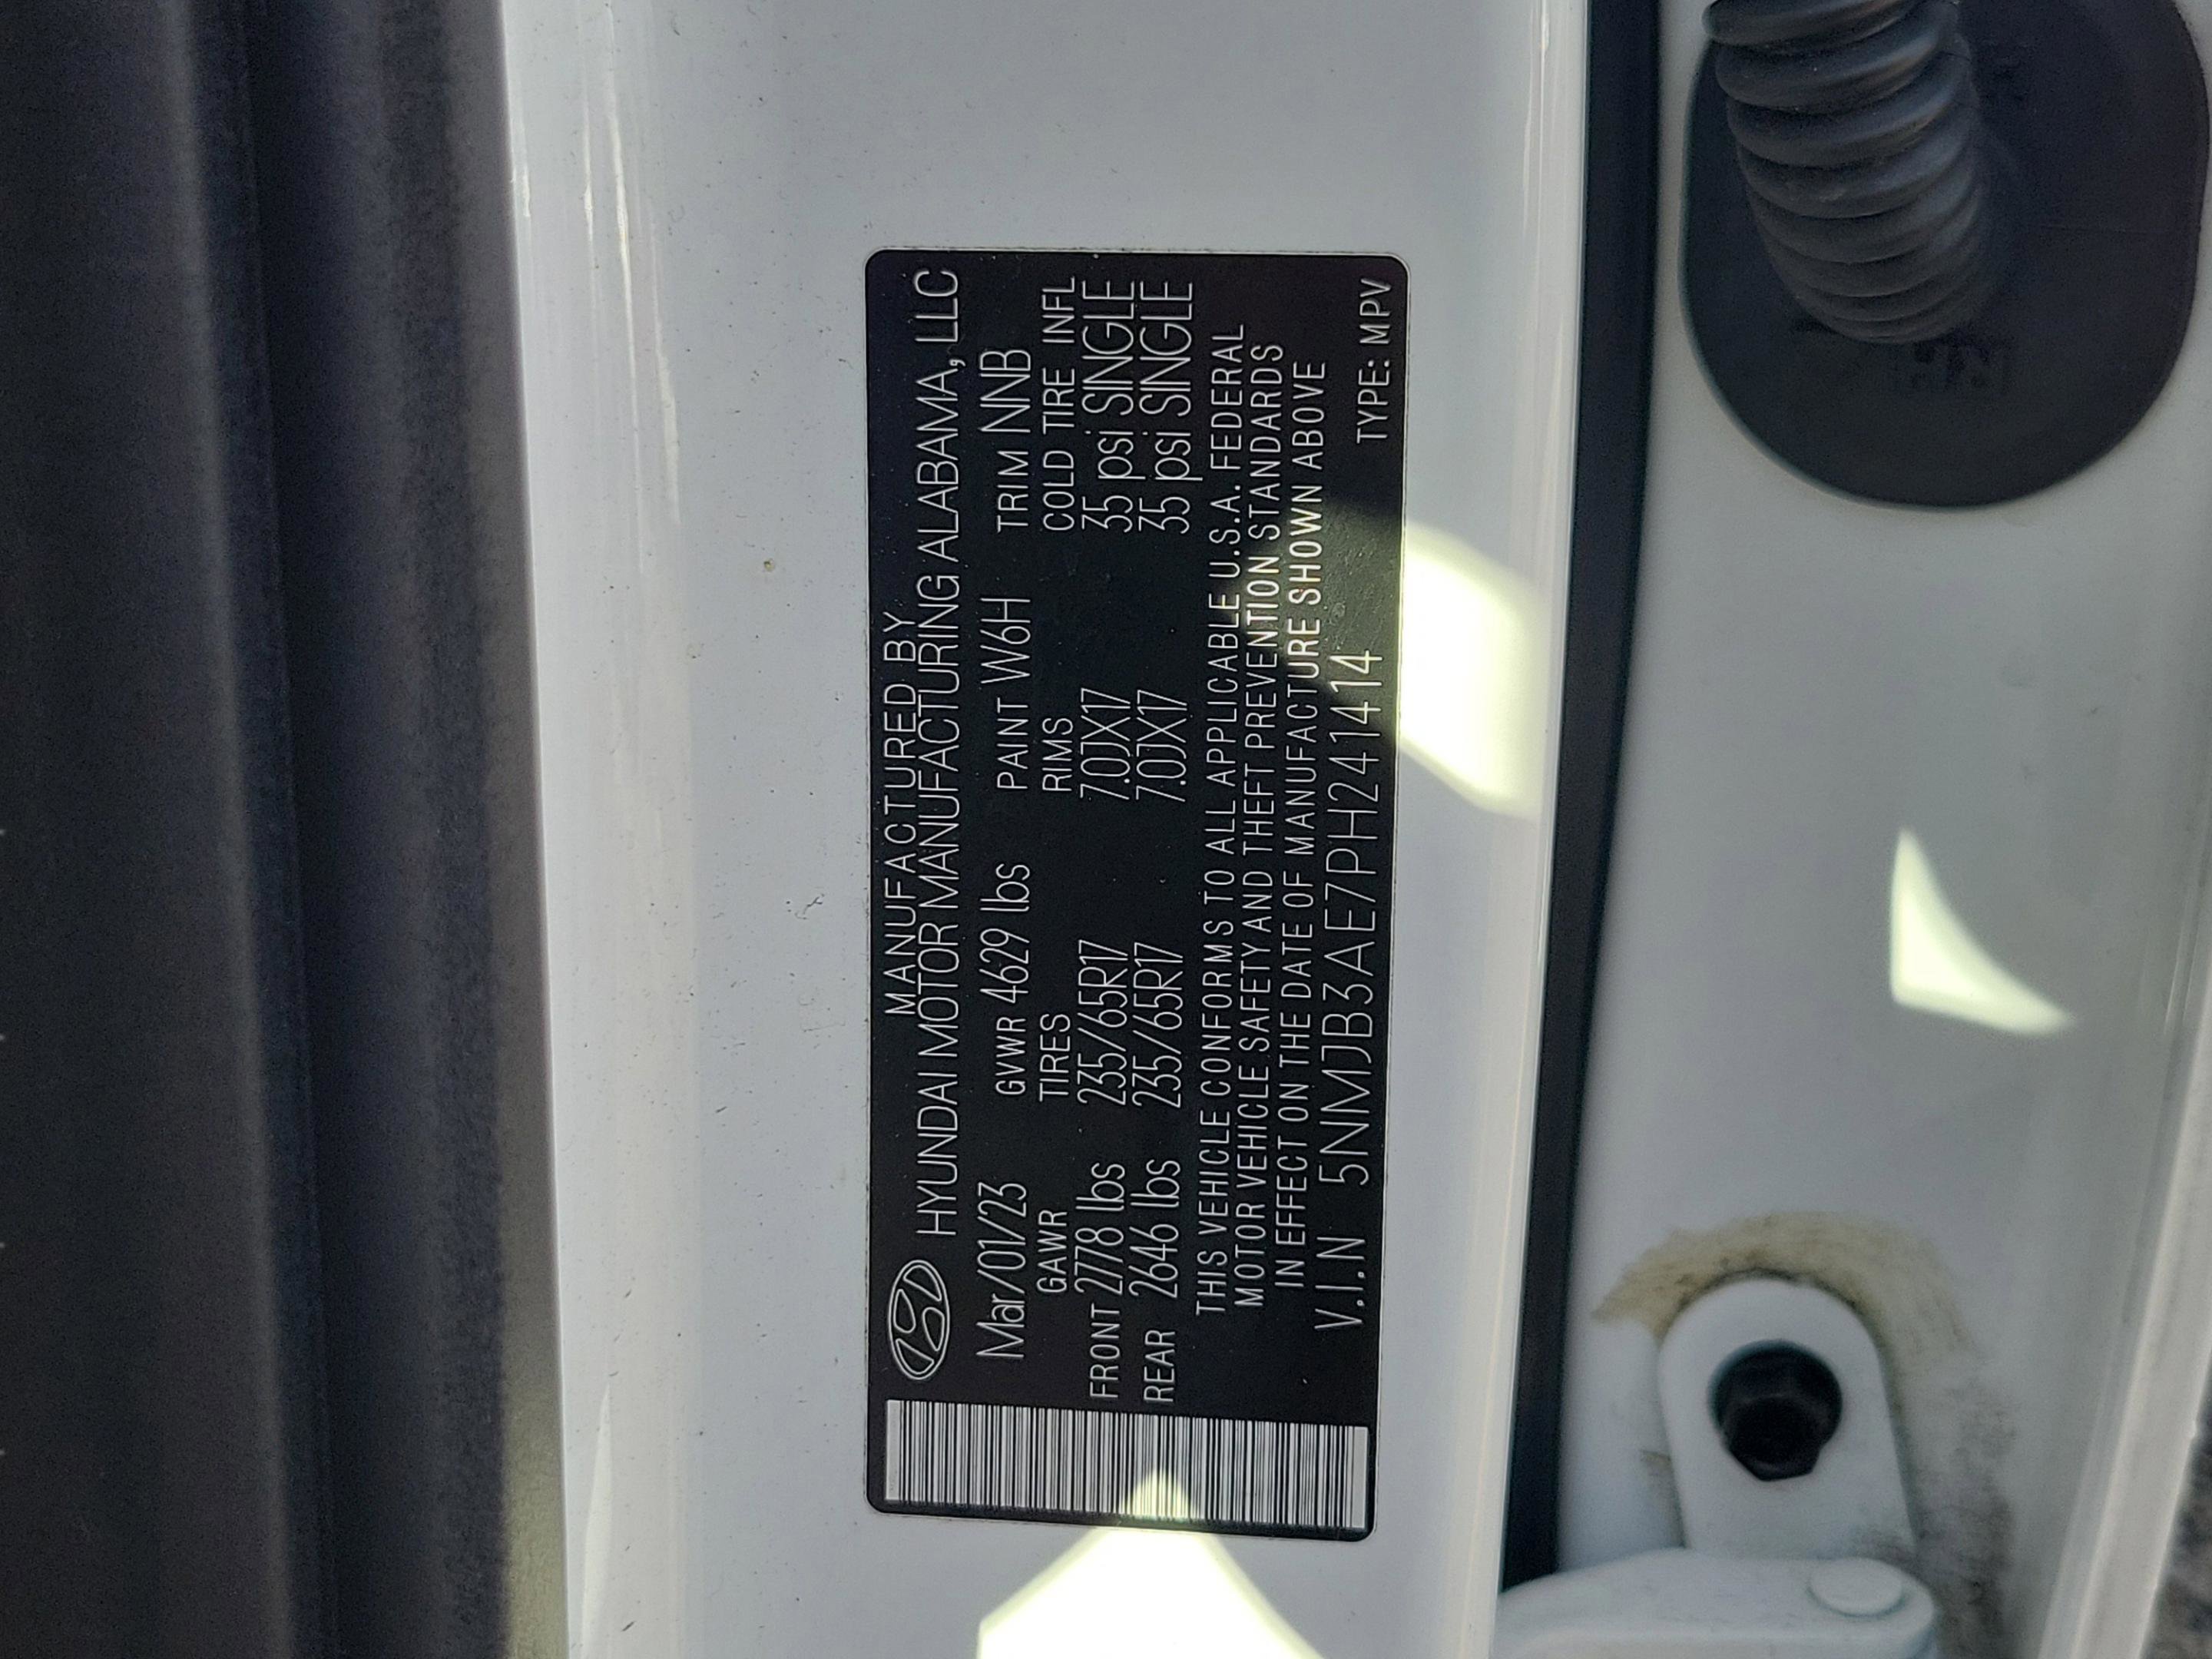 MANUFACTURED BY
HYUNDAI MOTOR MANUFACTURING ALABAMA, LLC
Mar/01/23 GVWR 4629 lbs PAINT W6H TRIM NNB
GAWR TIRES RIMS COLD TIRE INFL
FRONT 2778 lbs 235/65R17 7.0JX17 35 psi SINGLE
REAR 2646 lbs 235/65R17 7.0JX17 35 psi SINGLE
THIS VEHICLE CONFORMS TO ALL APPLICABLE U.S.A. FEDERAL
MOTOR VEHICLE SAFETY AND THEFT PREVENTION STANDARDS
IN EFFECT ON THE DATE OF MANUFACTURE SHOWN ABOVE
V.I.N 5NMJB3AE7PH241414 TYPE: MPV